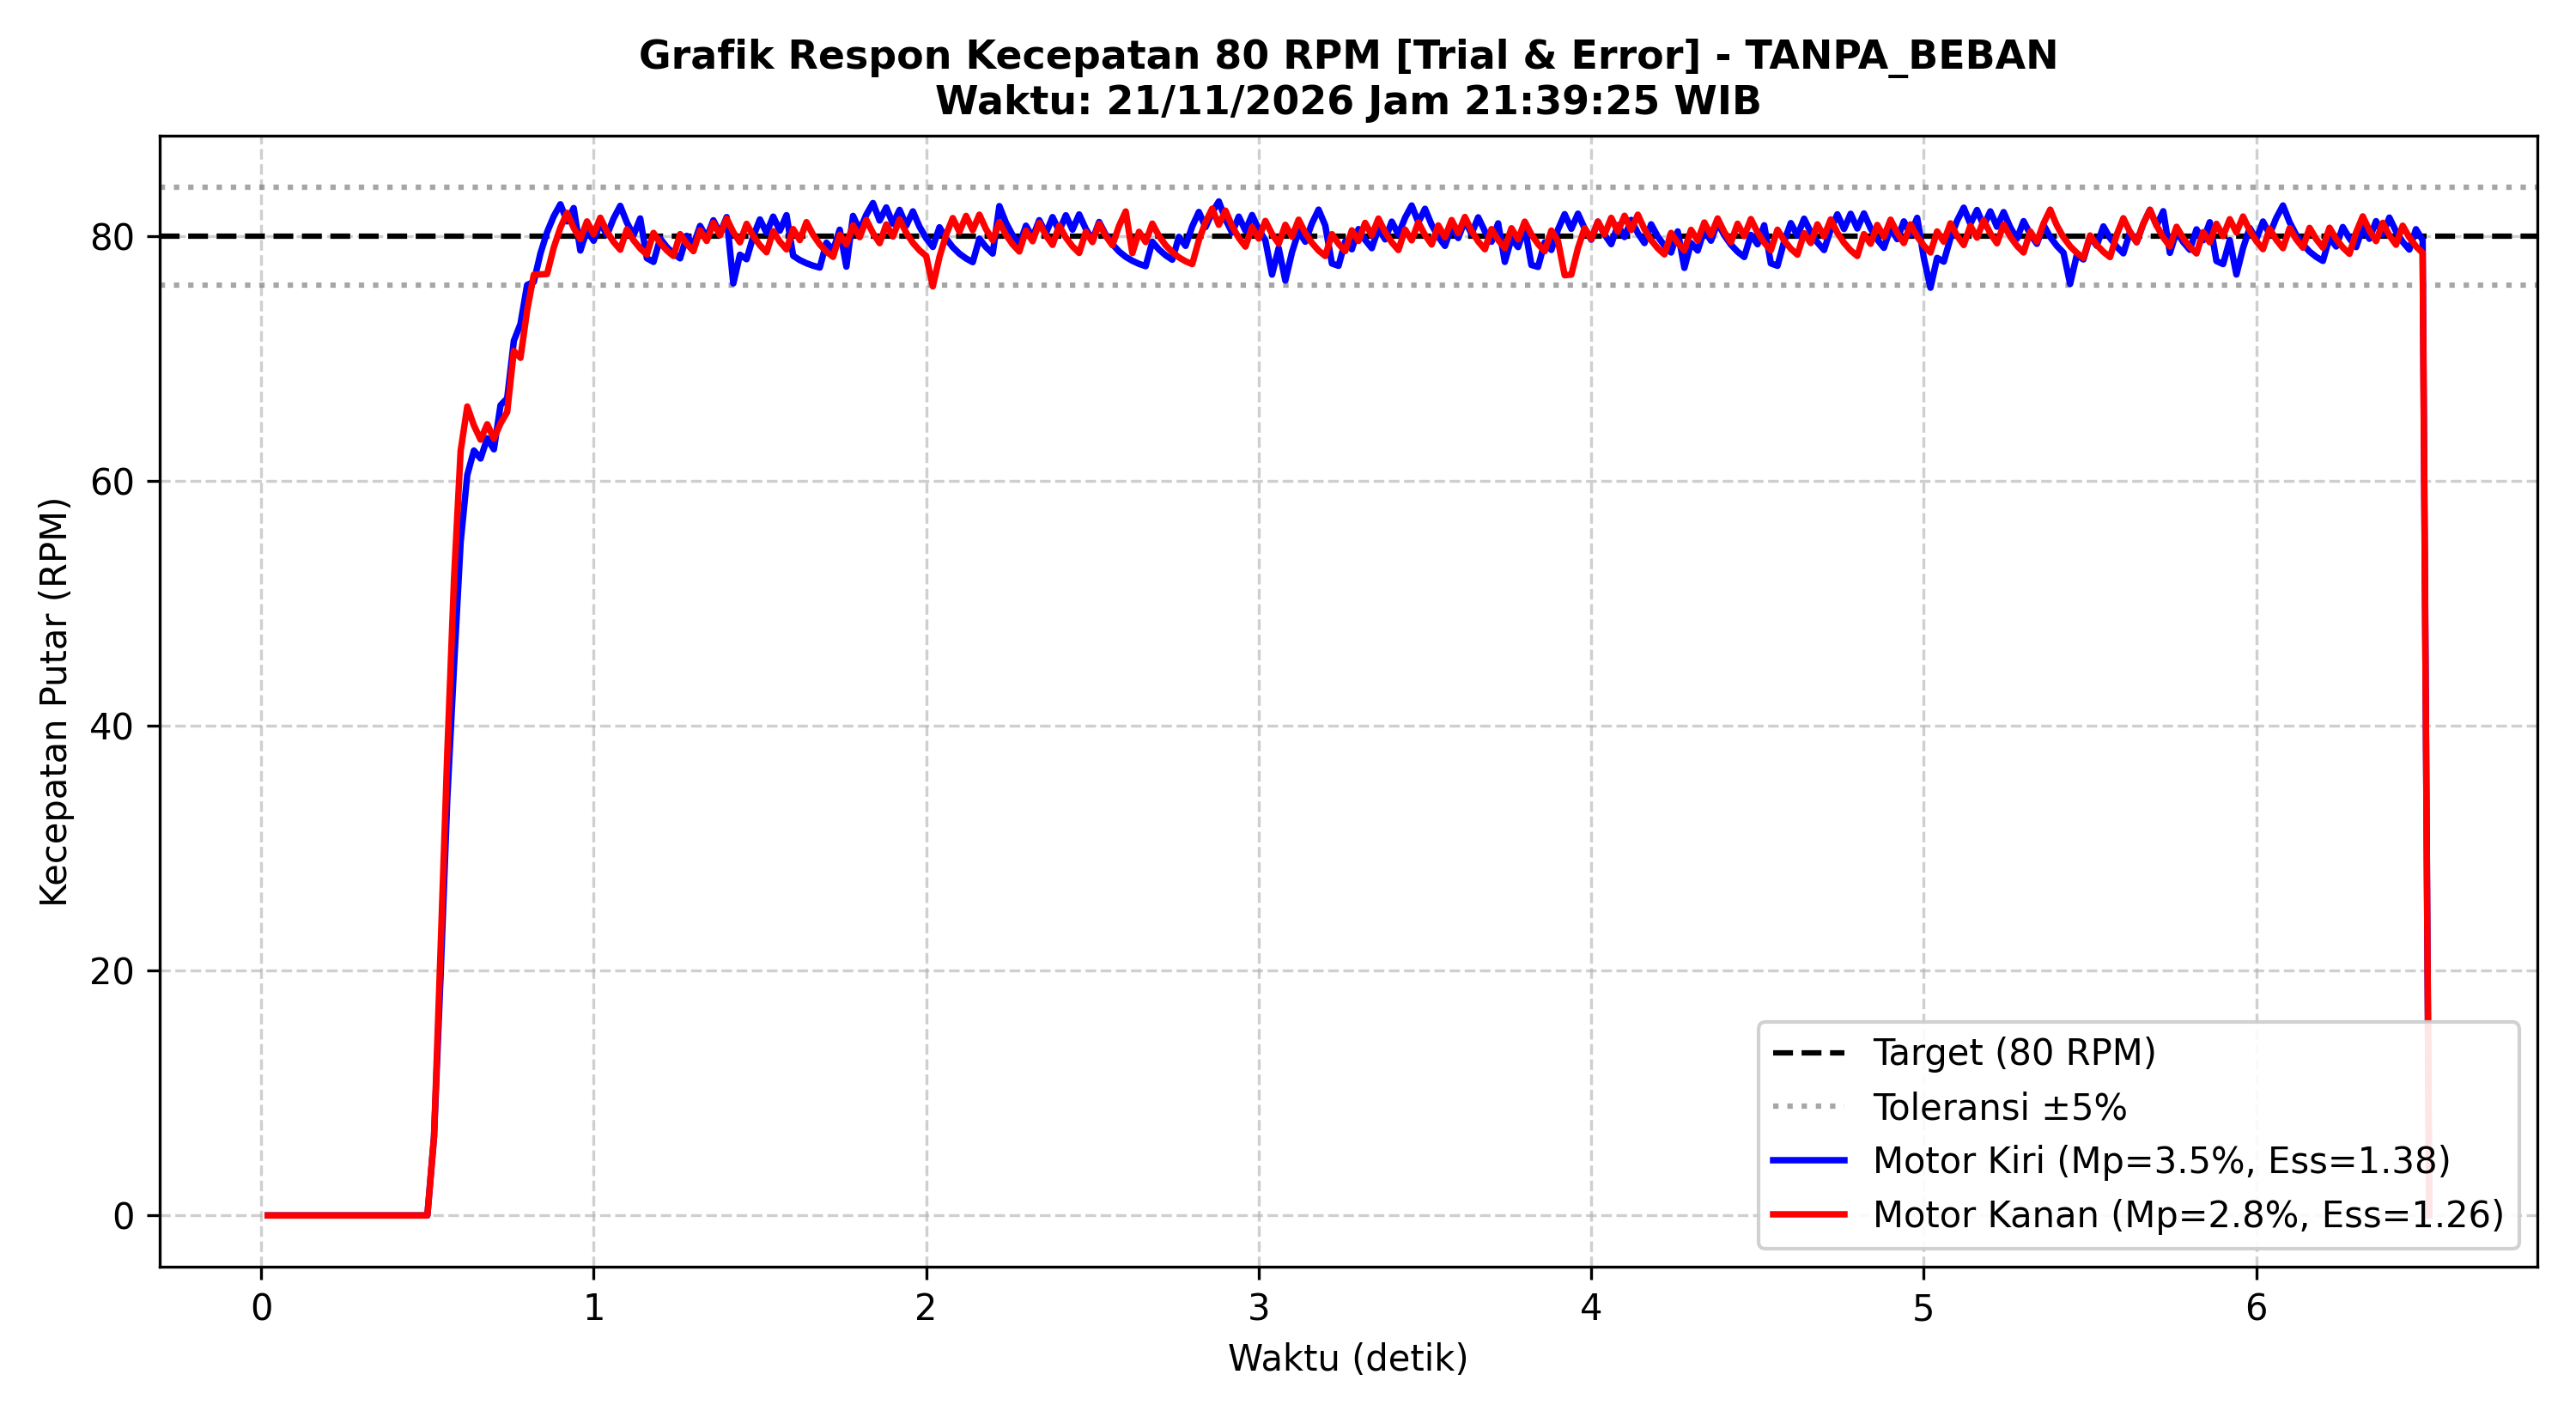 Grafik Respon Kecepatan 80 RPM [Trial & Error] - TANPA_BEBAN
Waktu: 21/11/2026 Jam 21:39:25 WIB
Kecepatan Putar (RPM)
80
60
40
20
0
0 1 2 3 4 5 6
Waktu (detik)
Target (80 RPM)
Toleransi ±5%
Motor Kiri (Mp=3.5%, Ess=1.38)
Motor Kanan (Mp=2.8%, Ess=1.26)